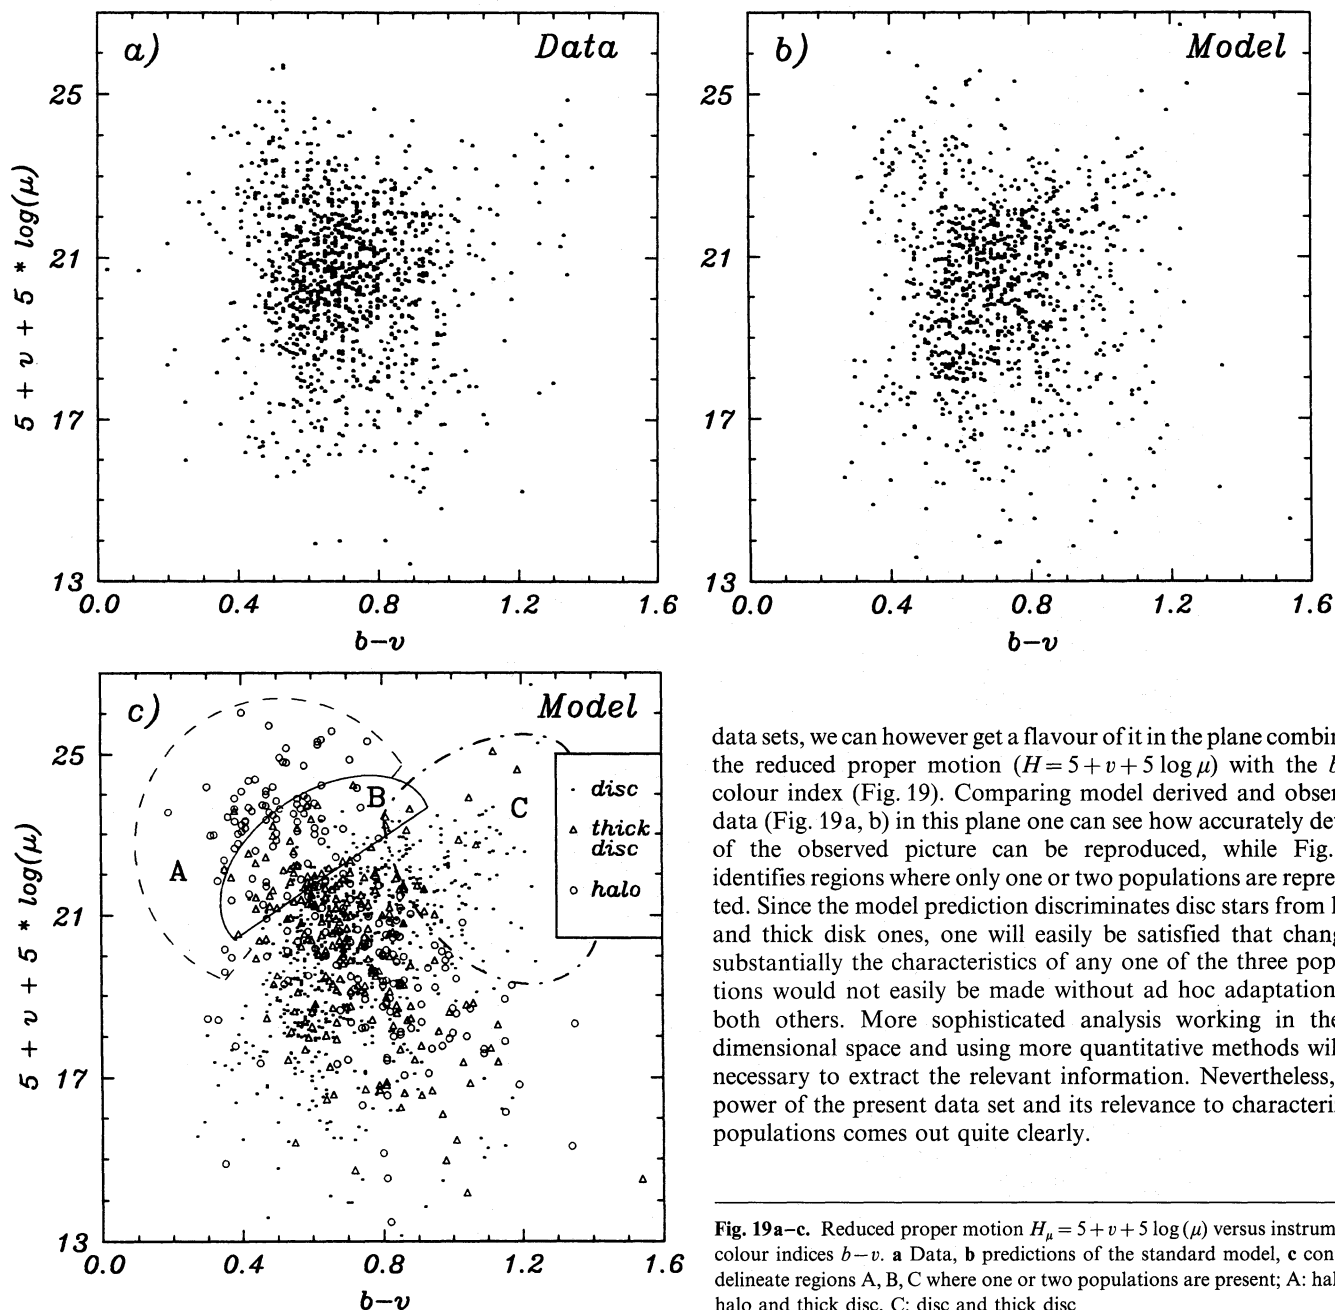 a) Data
25
21
17
13
0.0 0.4 0.8 1.2 1.6
b-v
5 + v + 5 * log(μ)
b) Model
25
21
17
13
0.0 0.4 0.8 1.2 1.6
b-v
c) Model
25
21
17
13
0.0 0.4 0.8 1.2 1.6
b-v
5 + v + 5 * log(μ)
A
B
C
disc
thick
disc
halo
data sets, we can however get a flavour of it in the plane combin
the reduced proper motion (H = 5 + v + 5 log μ) with the b
colour index (Fig. 19). Comparing model derived and obser
data (Fig. 19 a, b) in this plane one can see how accurately de
of the observed picture can be reproduced, while Fig.
identifies regions where only one or two populations are repre
ted. Since the model prediction discriminates disc stars from l
and thick disk ones, one will easily be satisfied that chang
substantially the characteristics of any one of the three pop
tions would not easily be made without ad hoc adaptation
both others. More sophisticated analysis working in the
dimensional space and using more quantitative methods wil
necessary to extract the relevant information. Nevertheless,
power of the present data set and its relevance to characteri
populations comes out quite clearly.
Fig. 19a–c. Reduced proper motion Hμ = 5 + v + 5 log (μ) versus instrum
colour indices b−v. a Data, b predictions of the standard model, c con
delineate regions A, B, C where one or two populations are present; A: hal
halo and thick disc, C: disc and thick disc